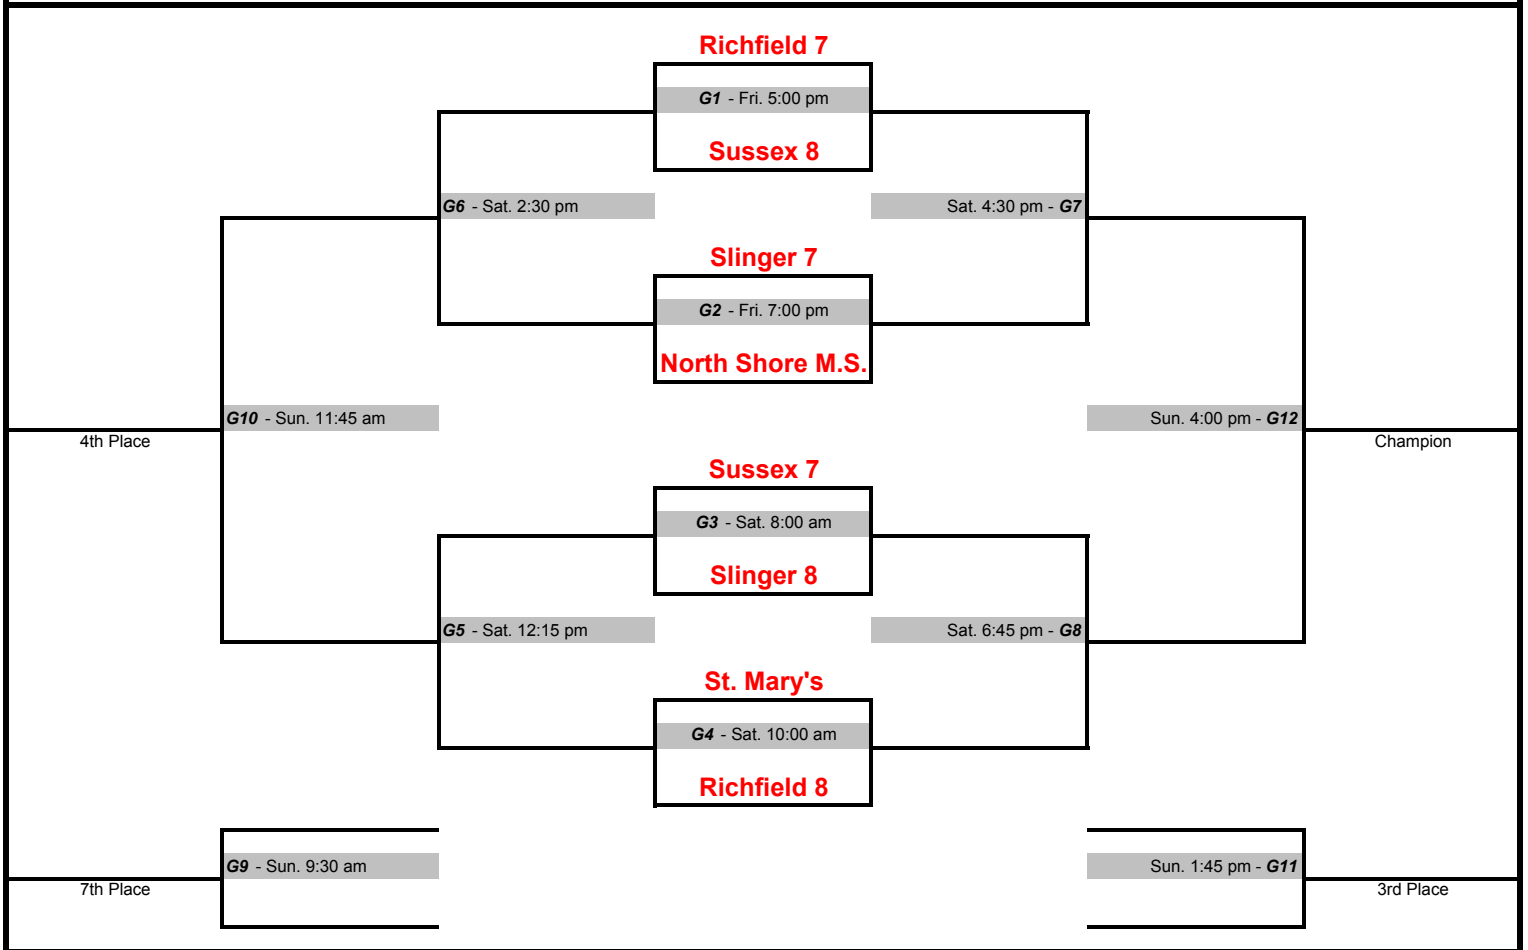 Richfield 7
G1 - Fri. 5:00 pm
Sussex 8
G6 - Sat. 2:30 pm
Sat. 4:30 pm - G7
Slinger 7
G2 - Fri. 7:00 pm
North Shore M.S.
G10 - Sun. 11:45 am
Sun. 4:00 pm - G12
4th Place
Champion
Sussex 7
G3 - Sat. 8:00 am
Slinger 8
G5 - Sat. 12:15 pm
Sat. 6:45 pm - G8
St. Mary's
G4 - Sat. 10:00 am
Richfield 8
G9 - Sun. 9:30 am
Sun. 1:45 pm - G11
7th Place
3rd Place